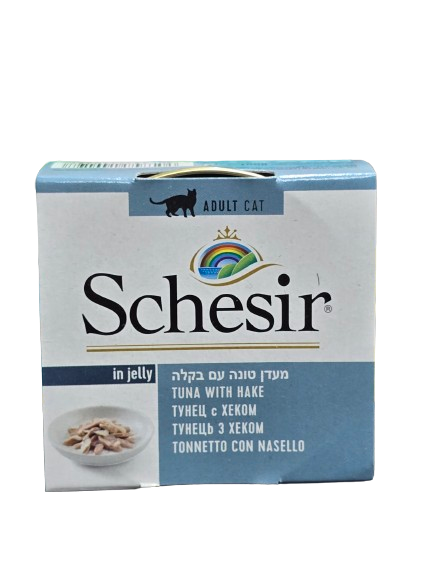 ADULT CAT
Schesir®
in jelly
מעדן טונה עם בקלה
TUNA WITH HAKE
ТУНЕЦ с ХЕКОМ
ТУНЕЦЬ З ХЕКОМ
TONNETTO CON NASELLO